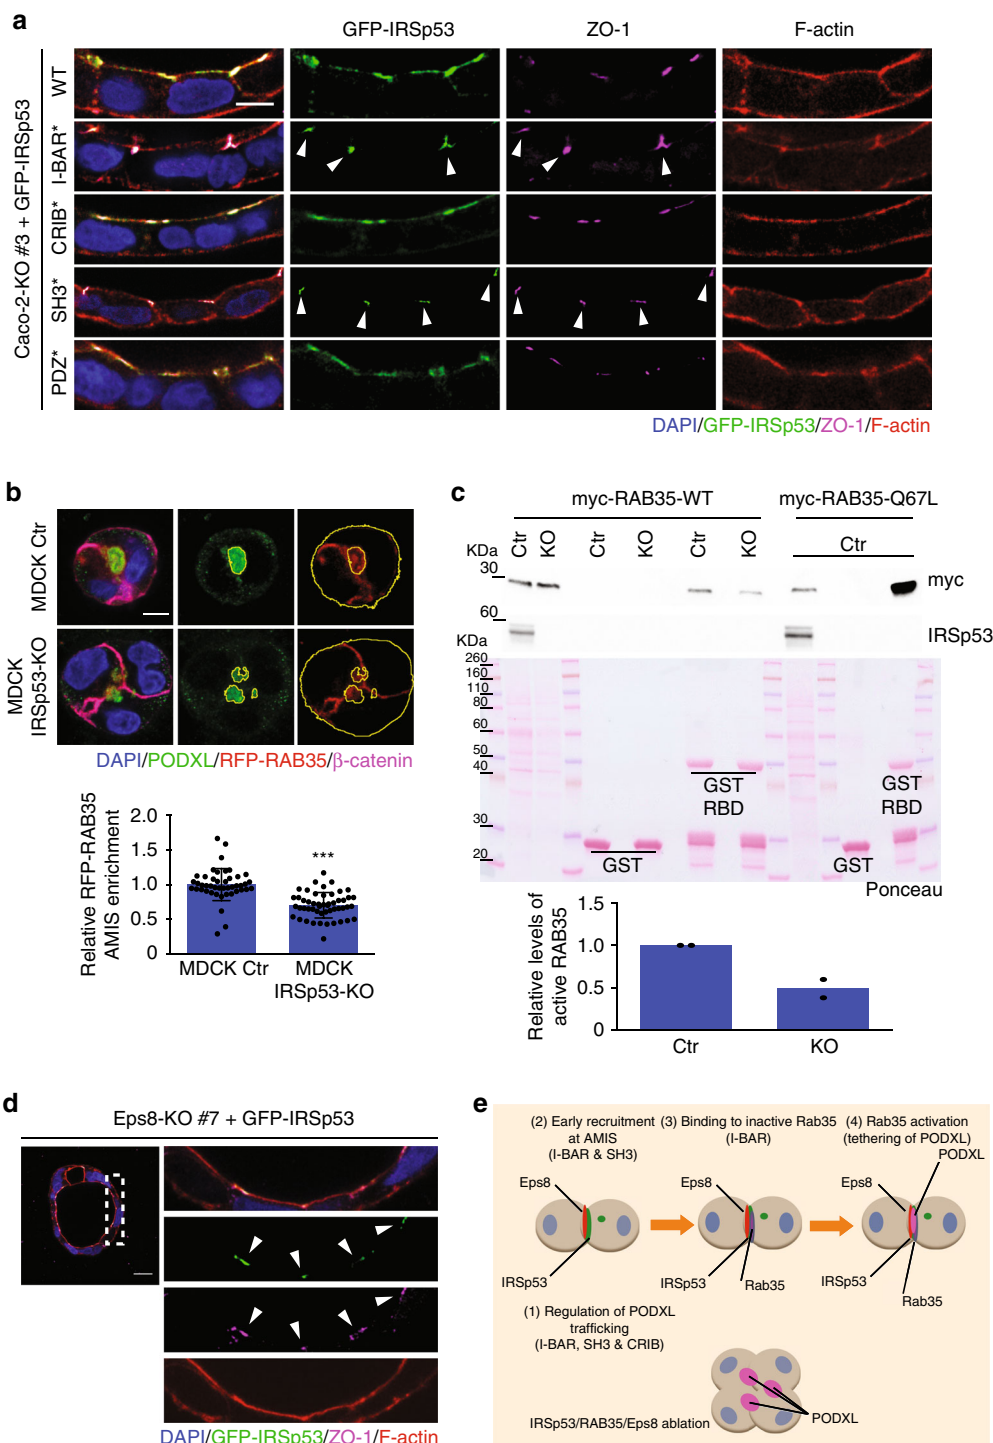 a
GFP-IRSp53
ZO-1
F-actin
Caco-2-KO #3 + GFP-IRSp53
WT
I-BAR*
CRIB*
SH3*
PDZ*
DAPI/GFP-IRSp53/ZO-1/F-actin
b
MDCK Ctr
MDCK
IRSp53-KO
DAPI/PODXL/RFP-RAB35/β-catenin
Relative RFP-RAB35
AMIS enrichment
2.0
1.5
1.0
0.5
0
***
MDCK Ctr
MDCK
IRSp53-KO
c
myc-RAB35-WT
myc-RAB35-Q67L
Ctr
KO
Ctr
KO
Ctr
KO
Ctr
KDa
30
myc
60
IRSp53
KDa
260
160
110
80
60
50
40
30
20
GST
RBD
GST
RBD
GST
GST
Ponceau
Relative levels of
active RAB35
1.5
1.0
0.5
0
Ctr
KO
d
Eps8-KO #7 + GFP-IRSp53
DAPI/GFP-IRSp53/ZO-1/F-actin
e
(2) Early recruitment
at AMIS
(I-BAR & SH3)
(3) Binding to inactive Rab35
(I-BAR)
(4) Rab35 activation
(tethering of PODXL)
PODXL
Eps8
Eps8
Eps8
IRSp53
IRSp53
Rab35
IRSp53
Rab35
(1) Regulation of PODXL
trafficking
(I-BAR, SH3 & CRIB)
IRSp53/RAB35/Eps8 ablation
PODXL